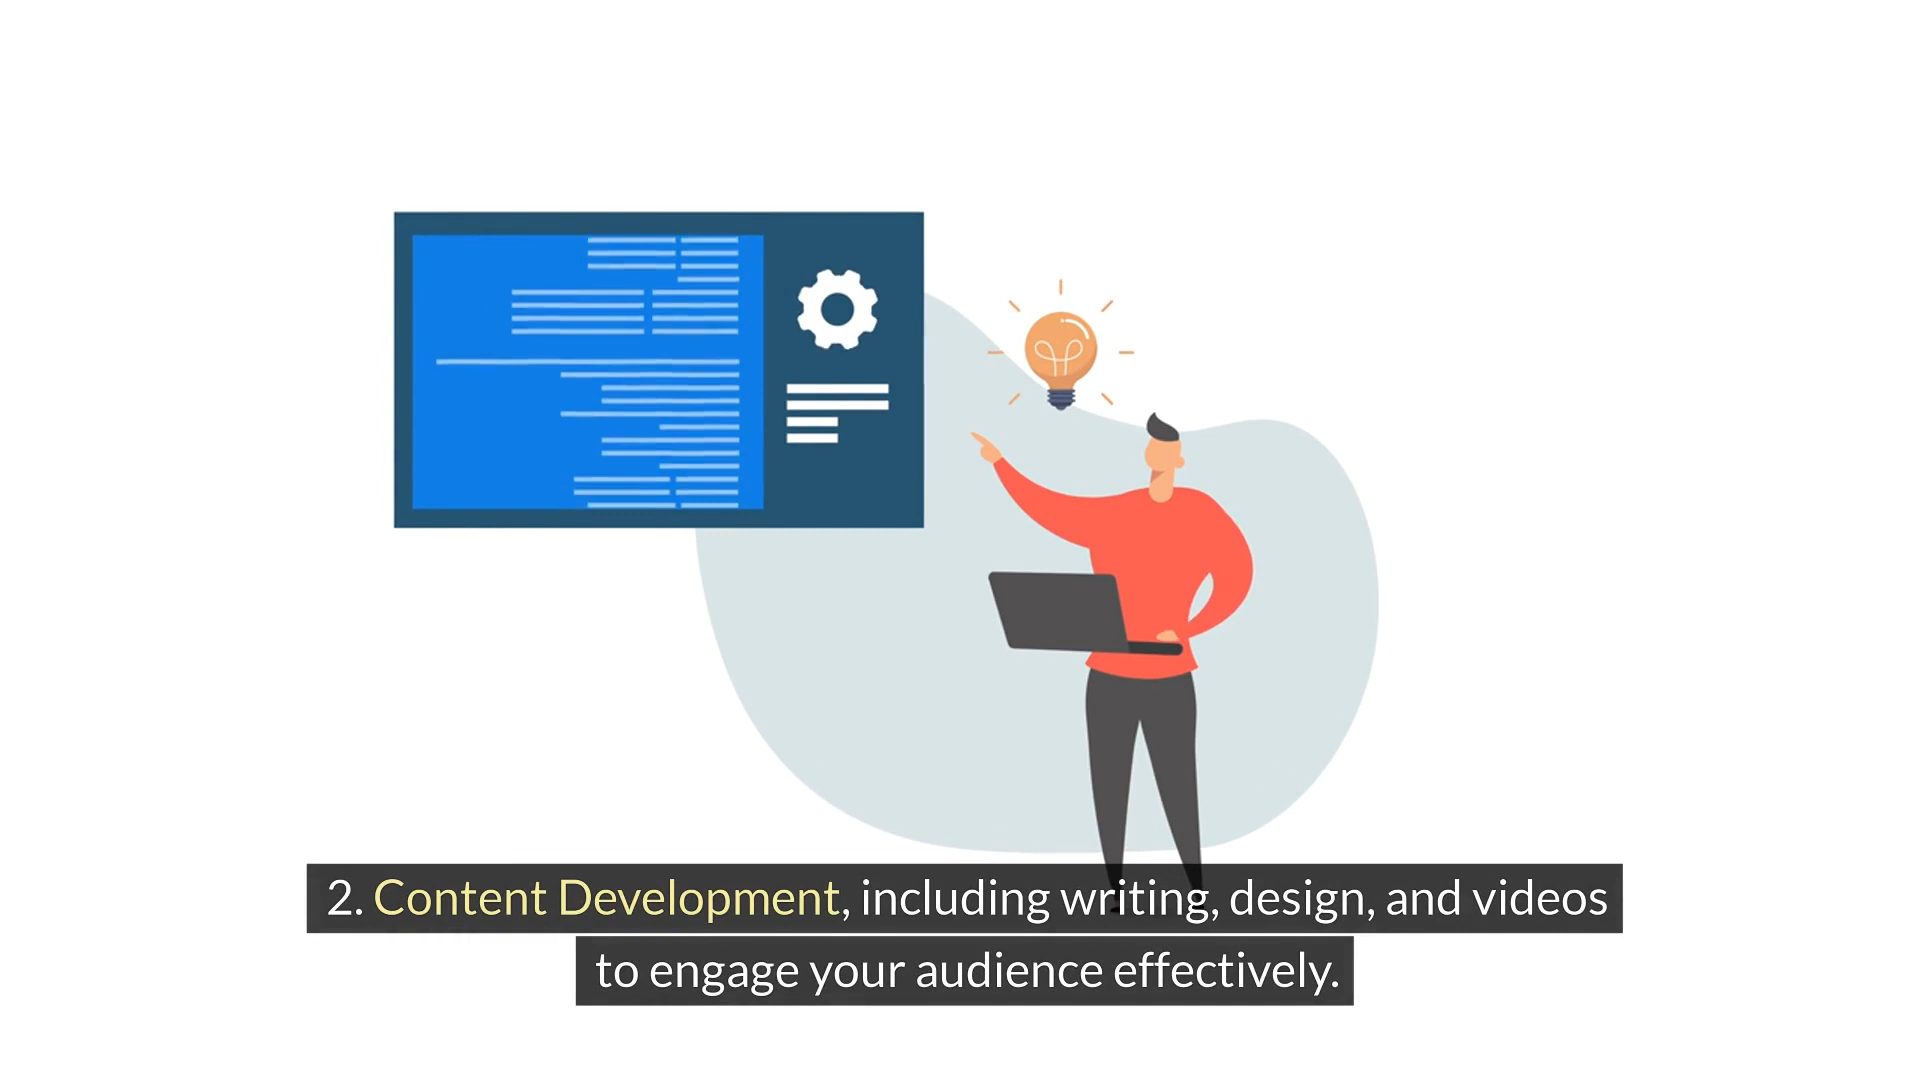 2. Content Development, including writing, design, and videos
to engage your audience effectively.